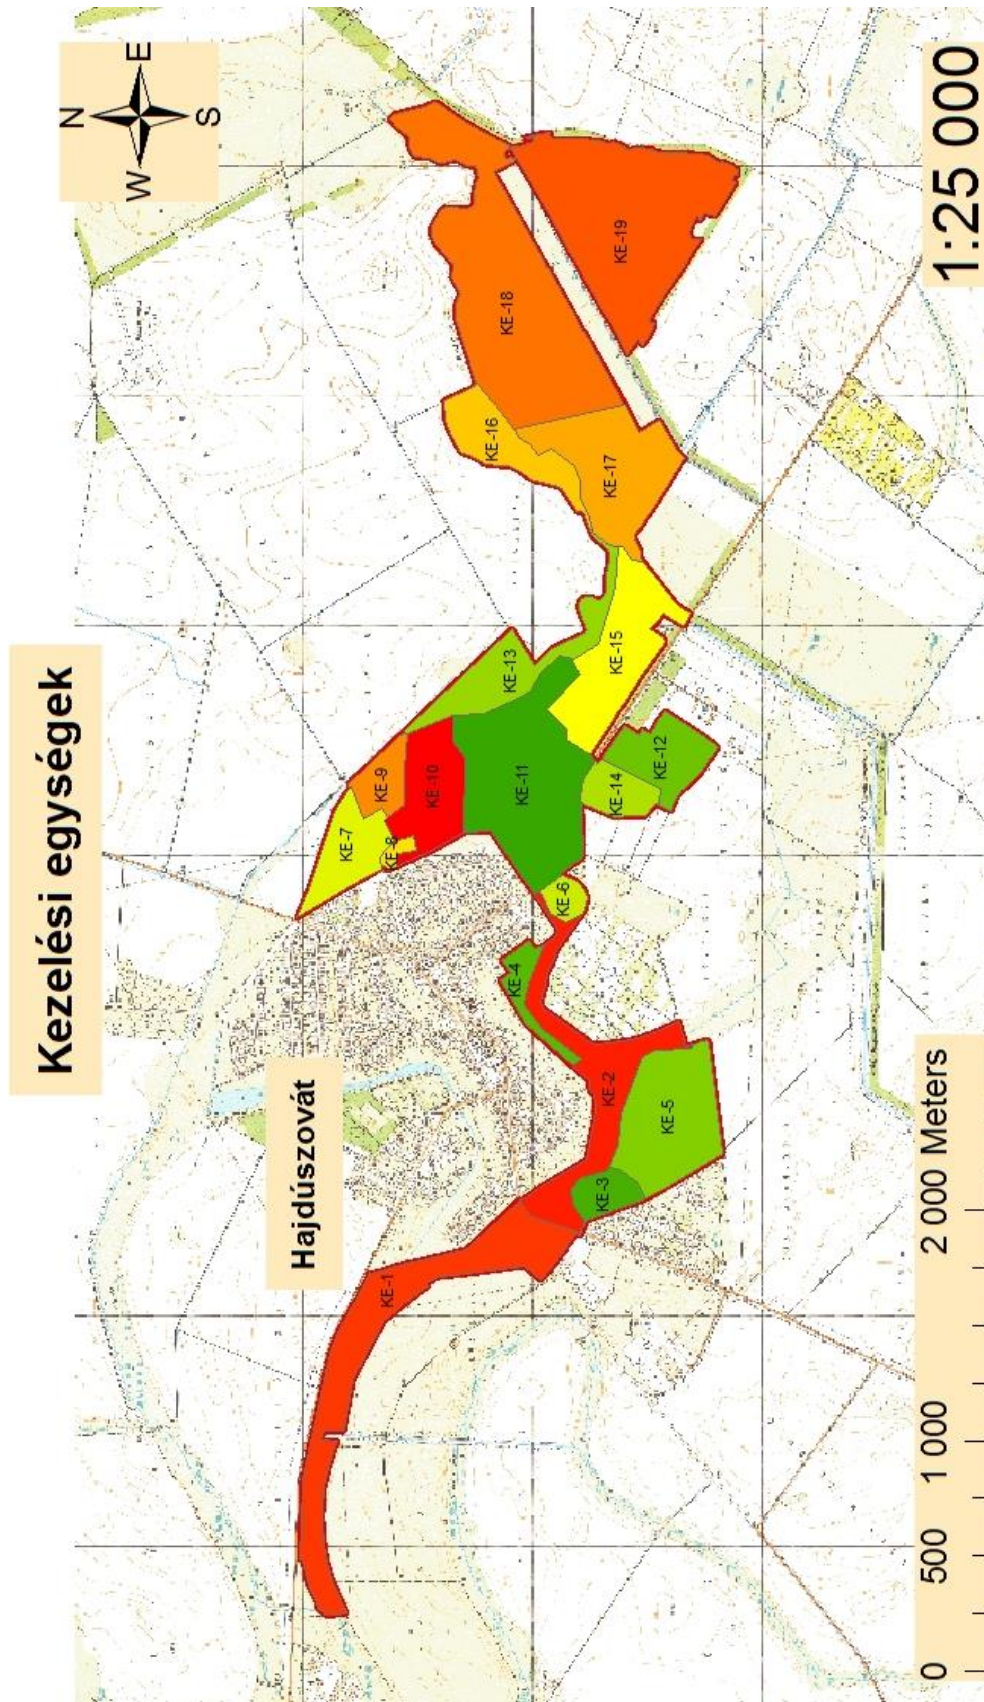 Kezelési egységek
N
W
E
S
Hajdúszovát
KE-1
KE-2
KE-3
KE-4
KE-5
KE-6
KE-7
KE-8
KE-9
KE-10
KE-11
KE-12
KE-13
KE-14
KE-15
KE-16
KE-17
KE-18
KE-19
0 500 1 000 2 000 Meters
1:25 000